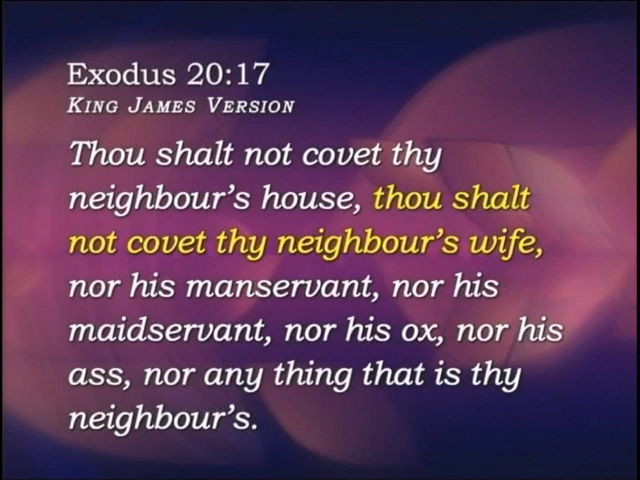 Exodus 20:17
KING JAMES VERSION
Thou shalt not covet thy
neighbour's house, thou shalt
not covet thy neighbour's wife,
nor his manservant, nor his
maidservant, nor his ox, nor his
ass, nor any thing that is thy
neighbour's.